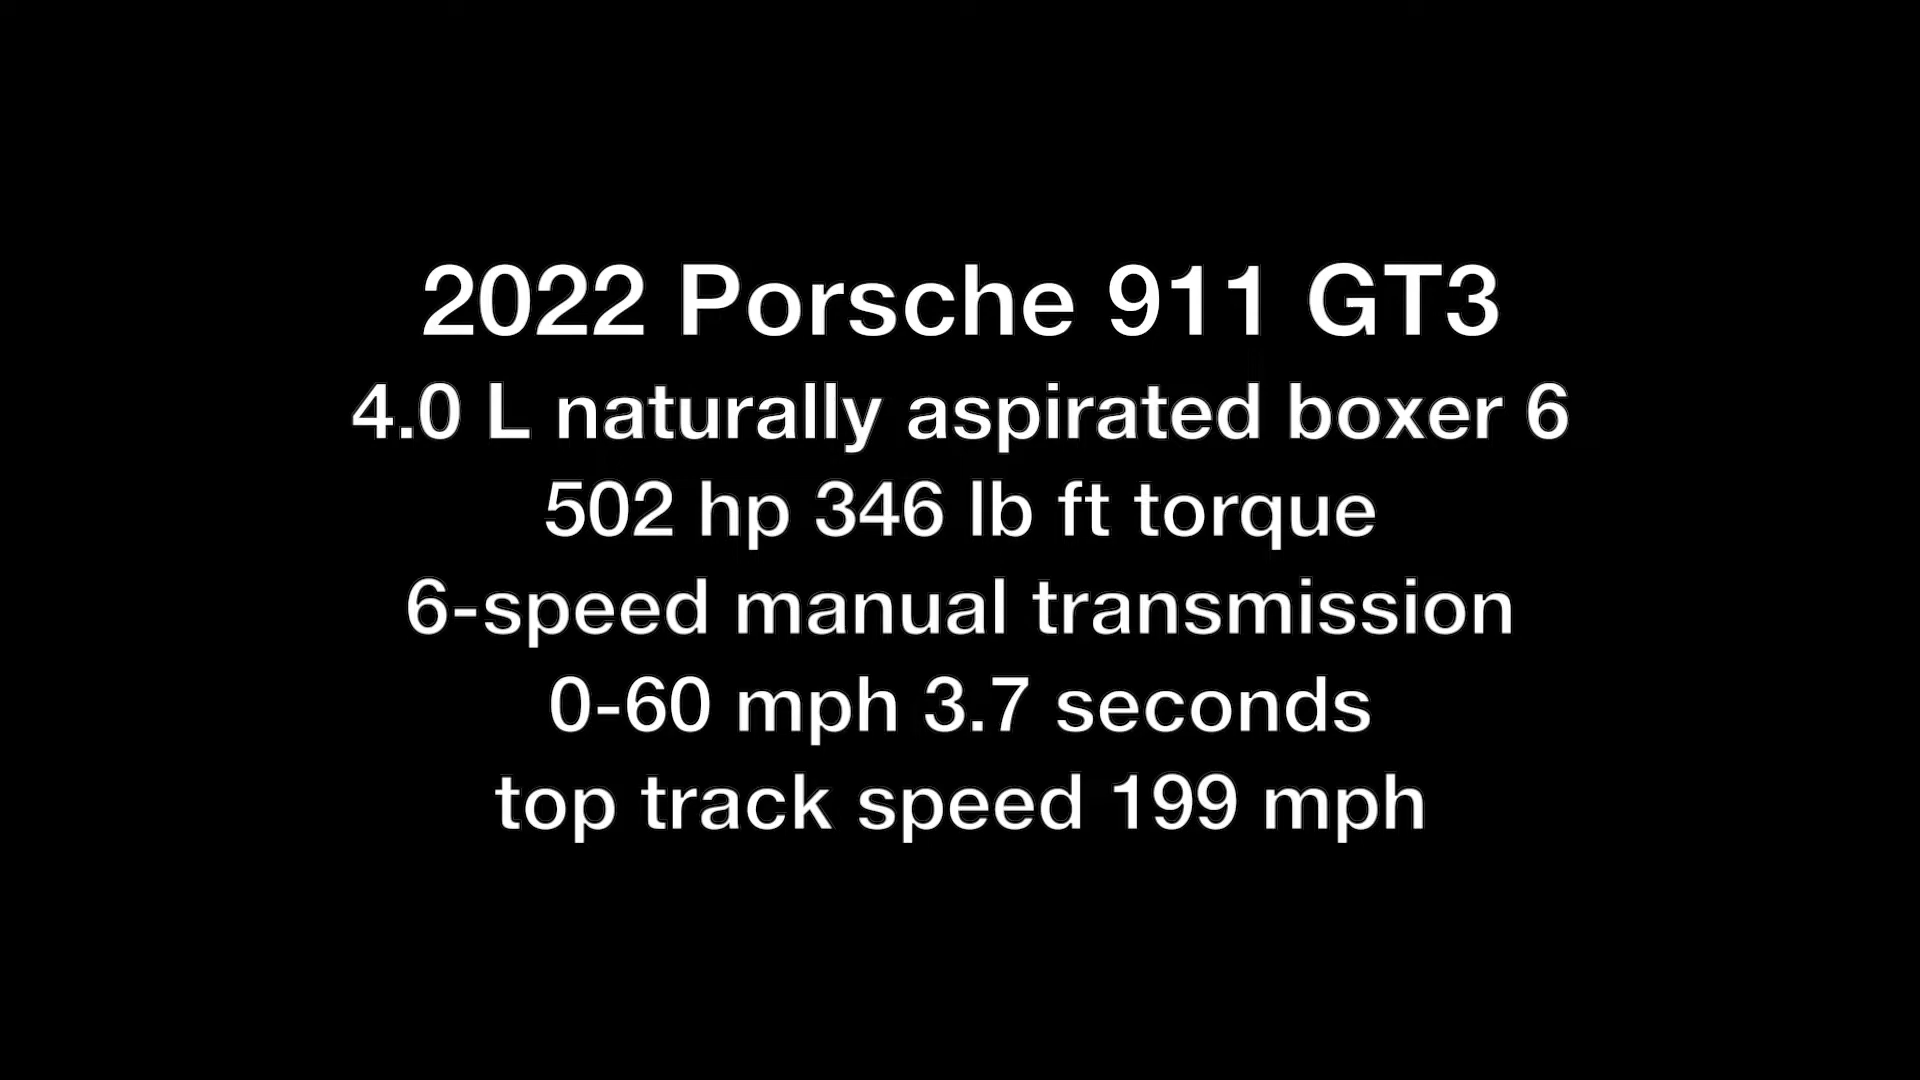 2022 Porsche 911 GT3
4.0 L naturally aspirated boxer 6
502 hp 346 lb ft torque
6-speed manual transmission
0-60 mph 3.7 seconds
top track speed 199 mph